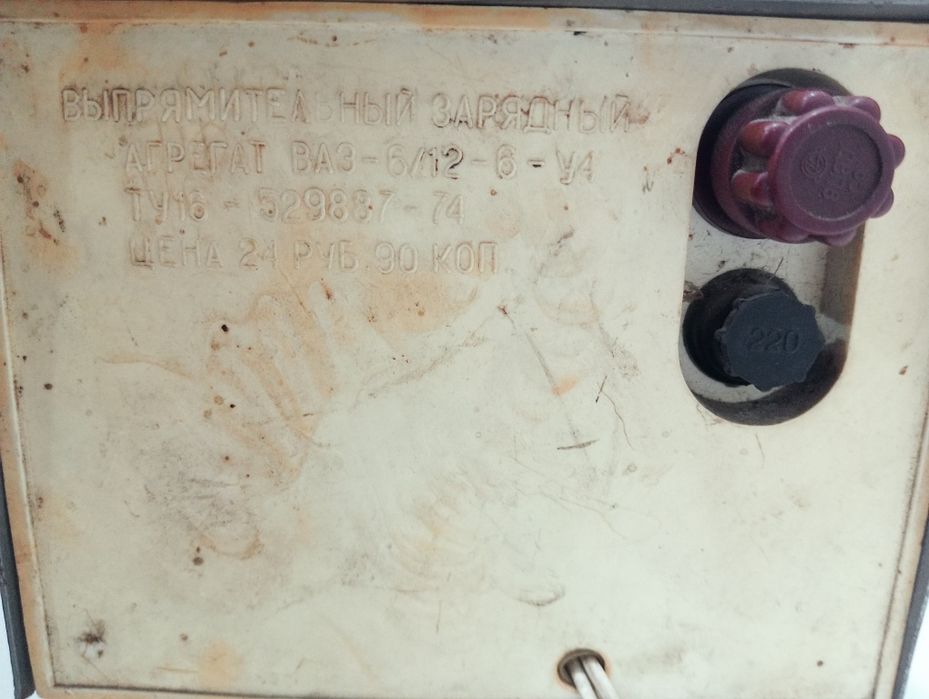 ВЫПРЯМИТЕЛЬНЫЙ ЗАРЯДНЫЙ
АГРЕГАТ ВАЗ-6/12-6-У4
ТУ16-529887-74
ЦЕНА 24 РУБ. 90 КОП
220